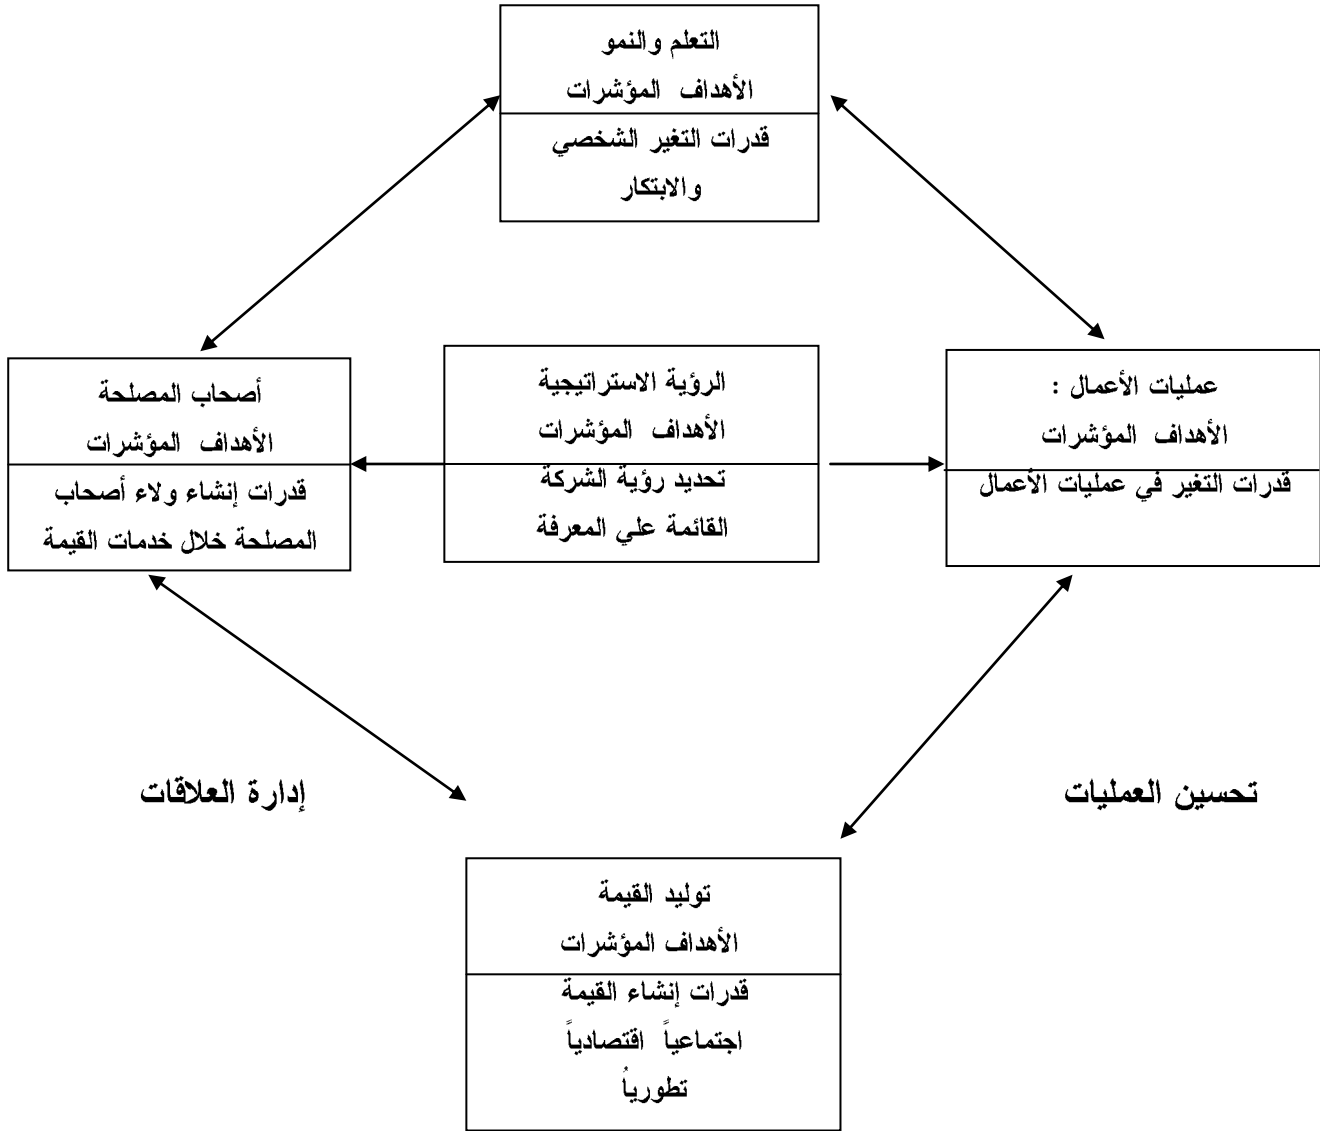 التعلم والنمو
الأهداف المؤشرات
قدرات التغير الشخصي
والابتكار
عمليات الأعمال :
الأهداف المؤشرات
قدرات التغير في عمليات الأعمال
الرؤية الاستراتيجية
الأهداف المؤشرات
تحديد رؤية الشركة
القائمة علي المعرفة
أصحاب المصلحة
الأهداف المؤشرات
قدرات إنشاء ولاء أصحاب
المصلحة خلال خدمات القيمة
تحسين العمليات
إدارة العلاقات
توليد القيمة
الأهداف المؤشرات
قدرات إنشاء القيمة
اجتماعياً اقتصادياً
تطورياُ